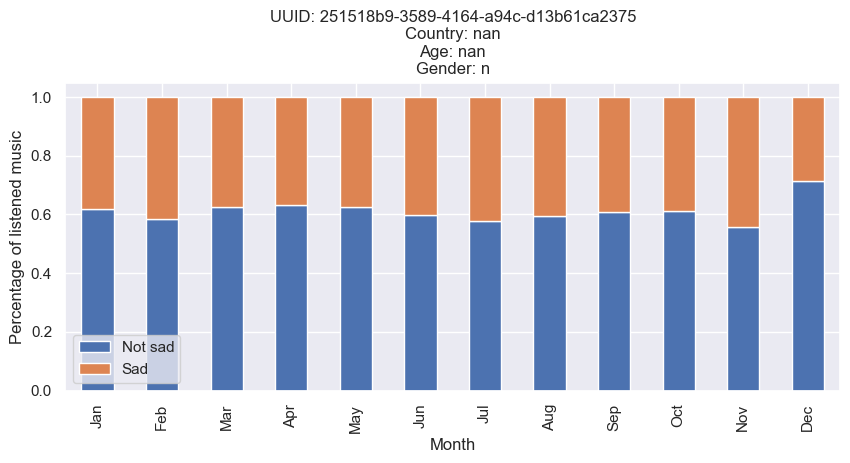 UUID: 251518b9-3589-4164-a94c-d13b61ca2375
Country: nan
Age: nan
Gender: n
1.0
0.8
0.6
0.4
0.2
0.0
Percentage of listened music
Not sad
Sad
Jan
Feb
Mar
Apr
May
Jun
Jul
Aug
Sep
Oct
Nov
Dec
Month